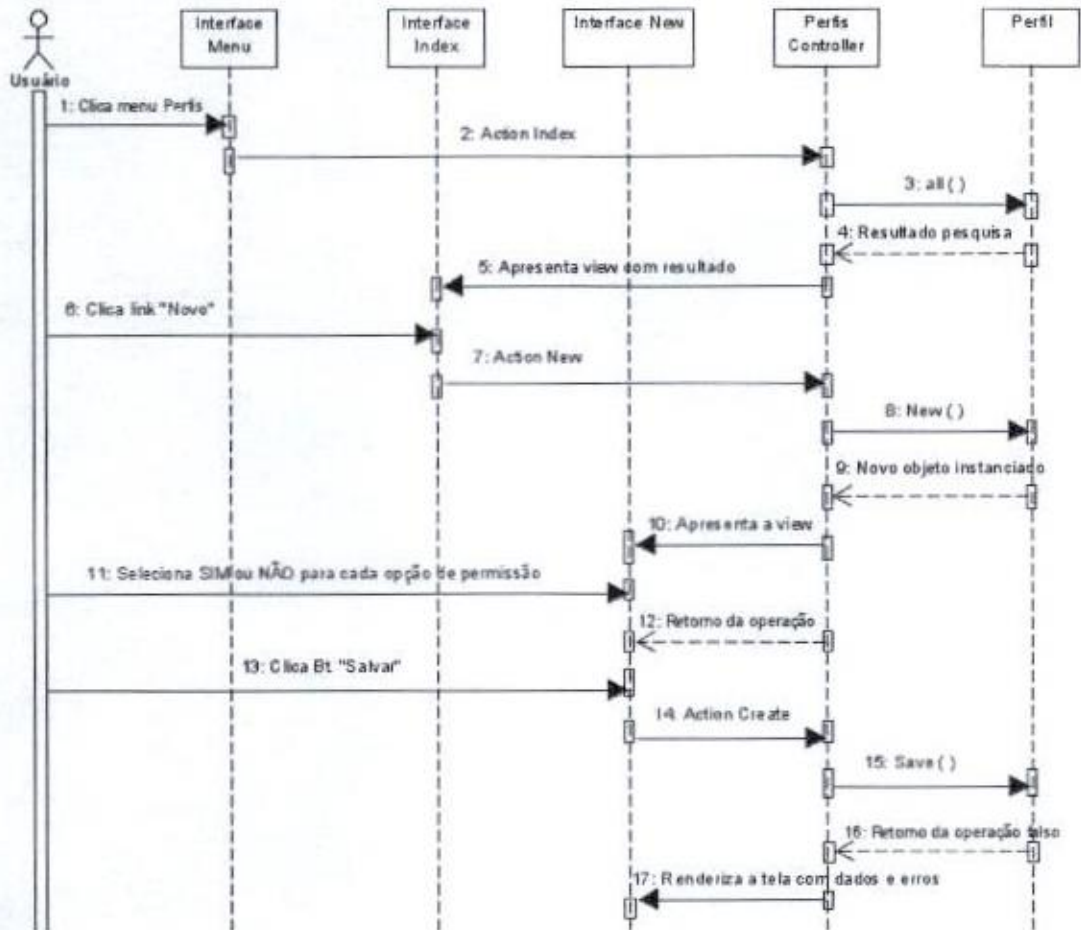 Interface
Menu
Interface
Index
Interface New
Perfis
Controller
Perfil
Usuário
1: Clica menu Perfis
2: Action Index
3: all ( )
4: Resultado pesquisa
5: Apresenta view com resultado
6: Clica link "Novo"
7: Action New
8: New ( )
9: Novo objeto instanciado
10: Apresenta a view
11: Seleciona SIM ou NÃO para cada opção de permissão
12: Retorno da operação
13: Clica Bt. "Salvar"
14: Action Create
15: Save ( )
16: Retorno da operação falso
17: Renderiza a tela com dados e erros